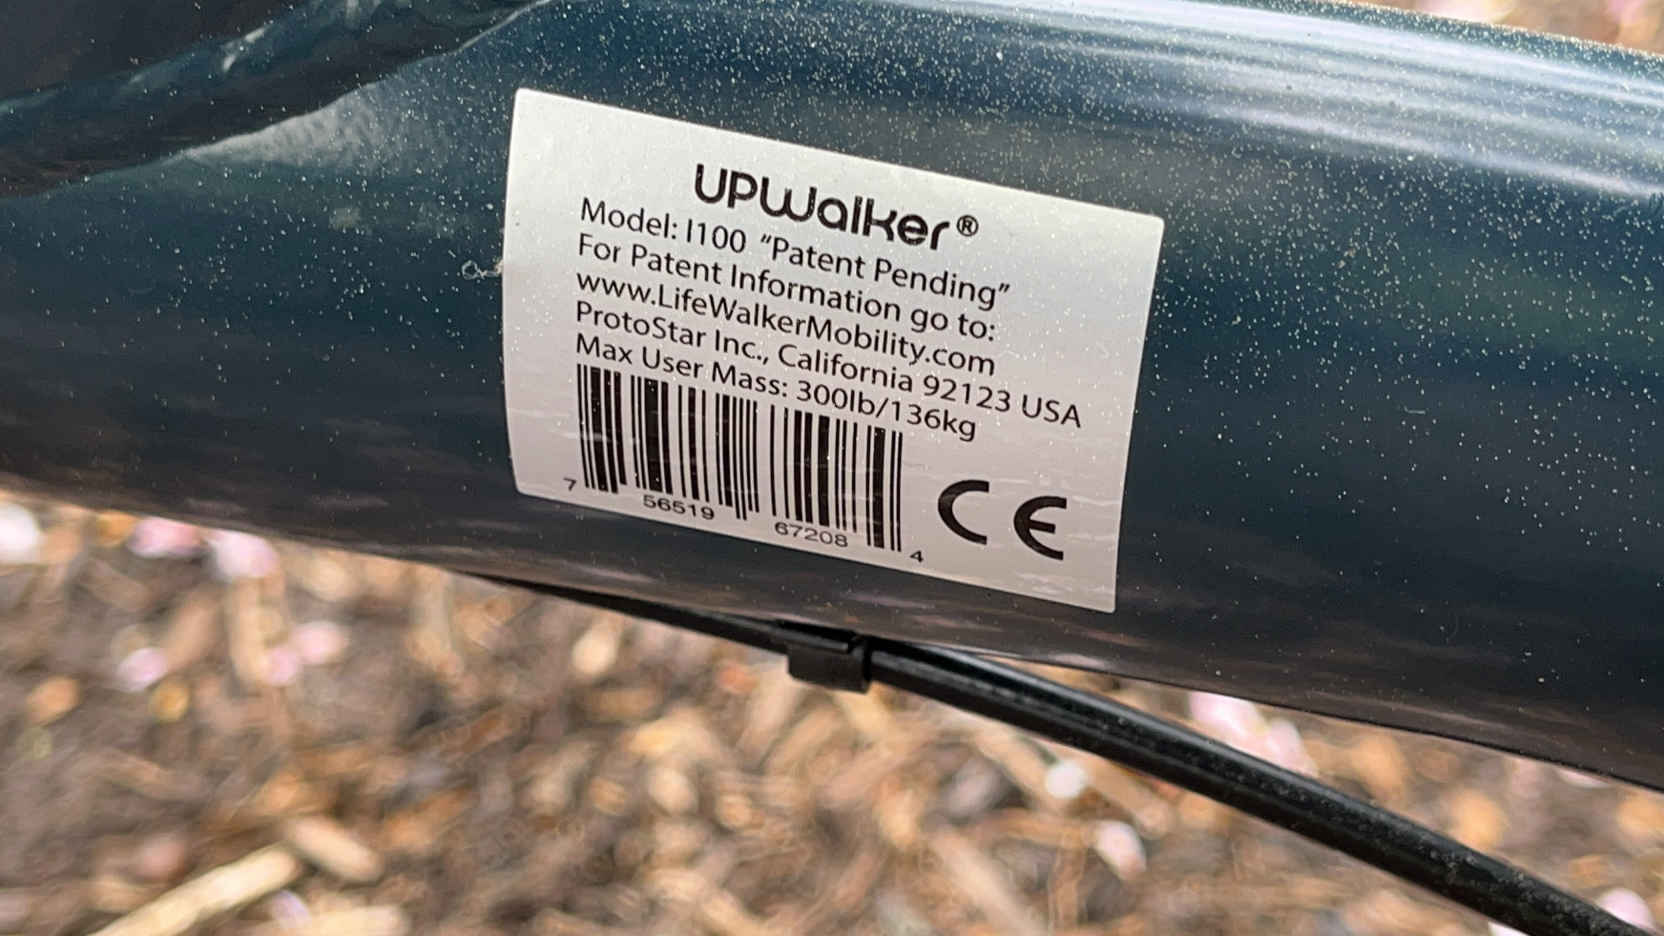 UPWalker®
Model: I100 “Patent Pending”
For Patent Information go to:
www.LifeWalkerMobility.com
ProtoStar Inc., California 92123 USA
Max User Mass: 300lb/136kg
7 56519 67208 4
CE